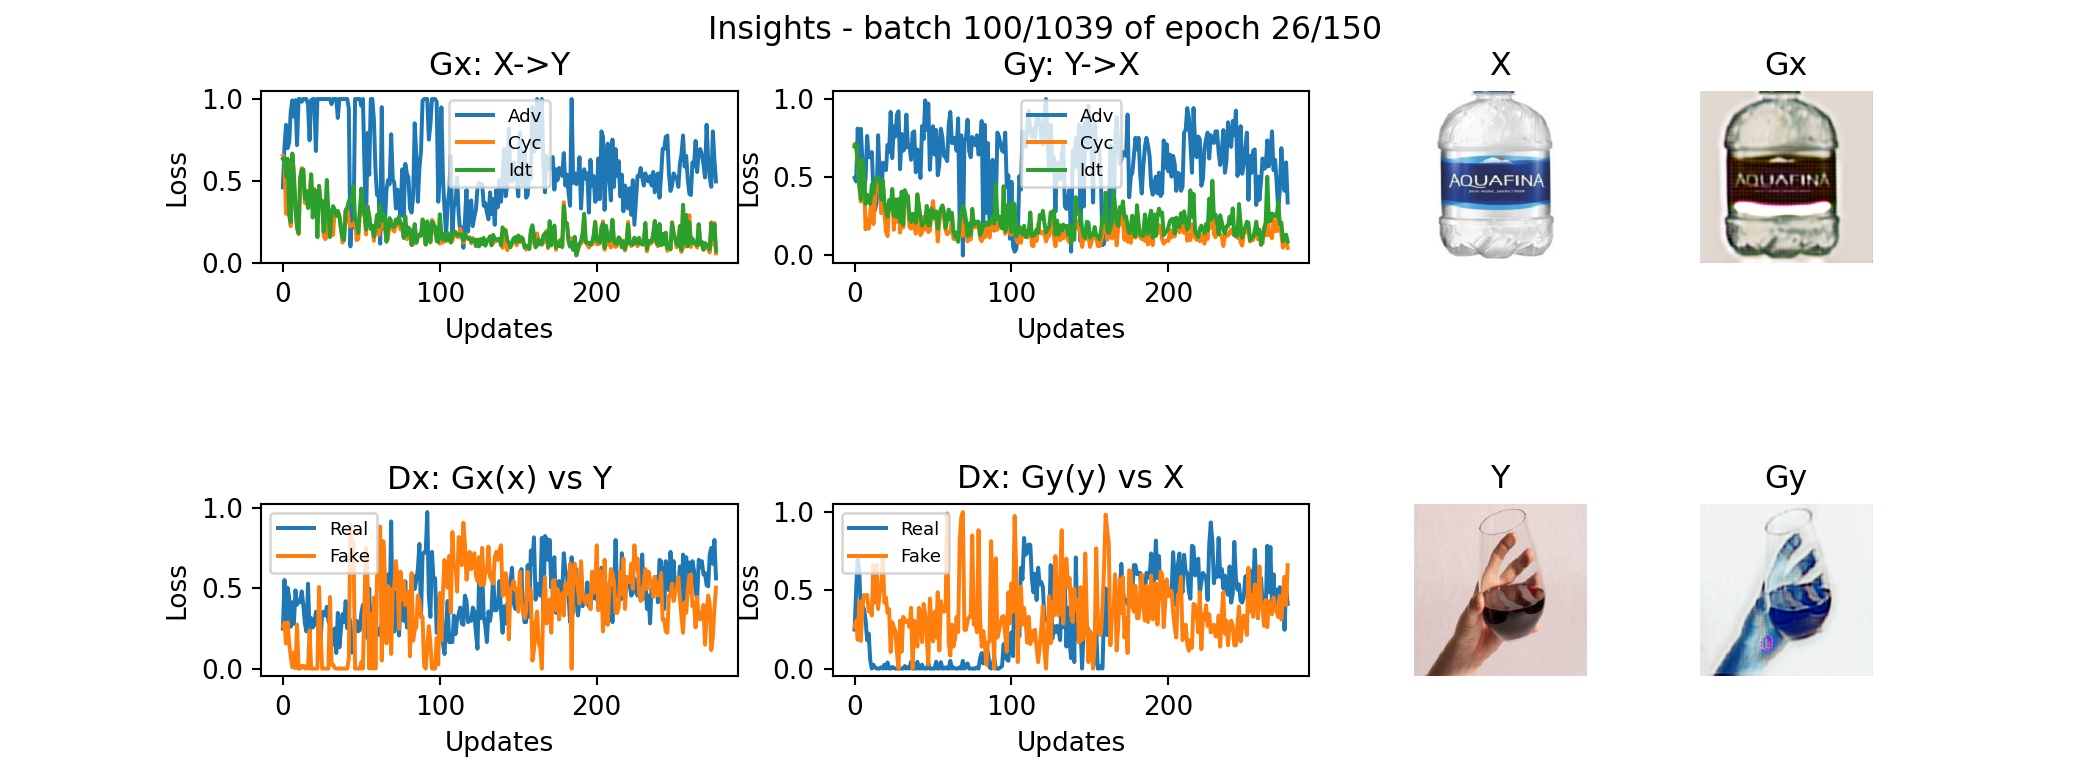 Insights - batch 100/1039 of epoch 26/150
Gx: X->Y
1.0
0.5
0.0
Loss
0
100
200
Updates
Adv
Cyc
Idt
Gy: Y->X
1.0
0.5
0.0
Loss
0
100
200
Updates
Adv
Cyc
Idt
X
AQUAFINA
Gx
AQUAFINA
Dx: Gx(x) vs Y
1.0
0.5
0.0
Loss
0
100
200
Updates
Real
Fake
Dx: Gy(y) vs X
1.0
0.5
0.0
Loss
0
100
200
Updates
Real
Fake
Y
Gy